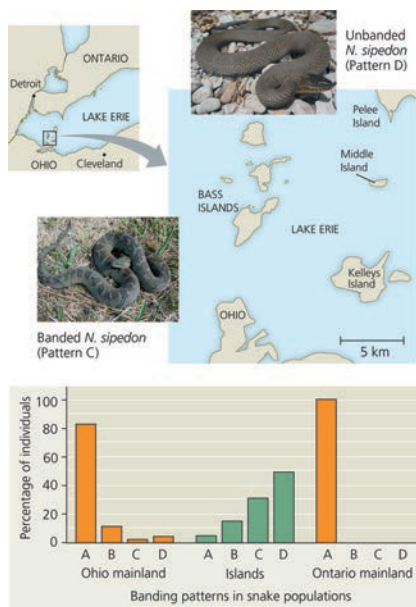 Unbanded
N. sipedon
(Pattern D)
ONTARIO
Detroit
LAKE ERIE
OHIO
Cleveland
Pelee
Island
Middle
Island
BASS
ISLANDS
LAKE ERIE
Kelleys
Island
OHIO
5 km
Banded N. sipedon
(Pattern C)
Percentage of individuals
100
80
60
40
20
0
A B C D A B C D A B C D
Ohio mainland Islands Ontario mainland
Banding patterns in snake populations